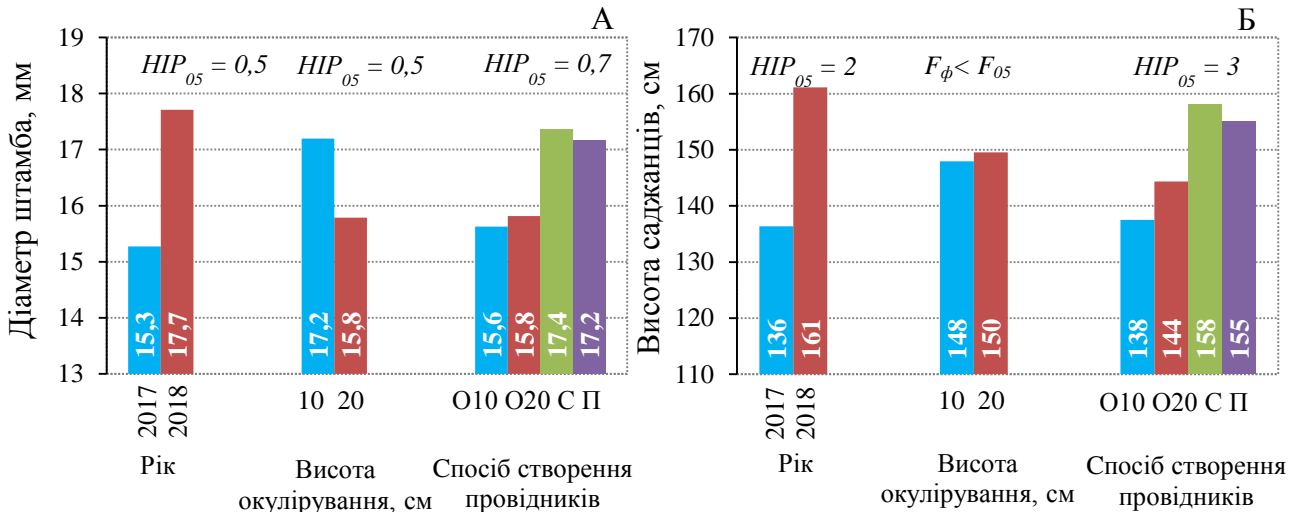 А
Діаметр штамба, мм
19
18
17
16
15
14
13
НІР05 = 0,5
НІР05 = 0,5
НІР05 = 0,7
15,3
17,7
17,2
15,8
15,6
15,8
17,4
17,2
2017
2018
10 20
О10 О20 С П
Рік
Висота
окулірування, см
Спосіб створення
провідників
Б
Висота саджанців, см
170
160
150
140
130
120
110
НІР05 = 2
Fф< F05
НІР05 = 3
136
161
148
150
138
144
158
155
2017
2018
10 20
О10 О20 С П
Рік
Висота
окулірування, см
Спосіб створення
провідників